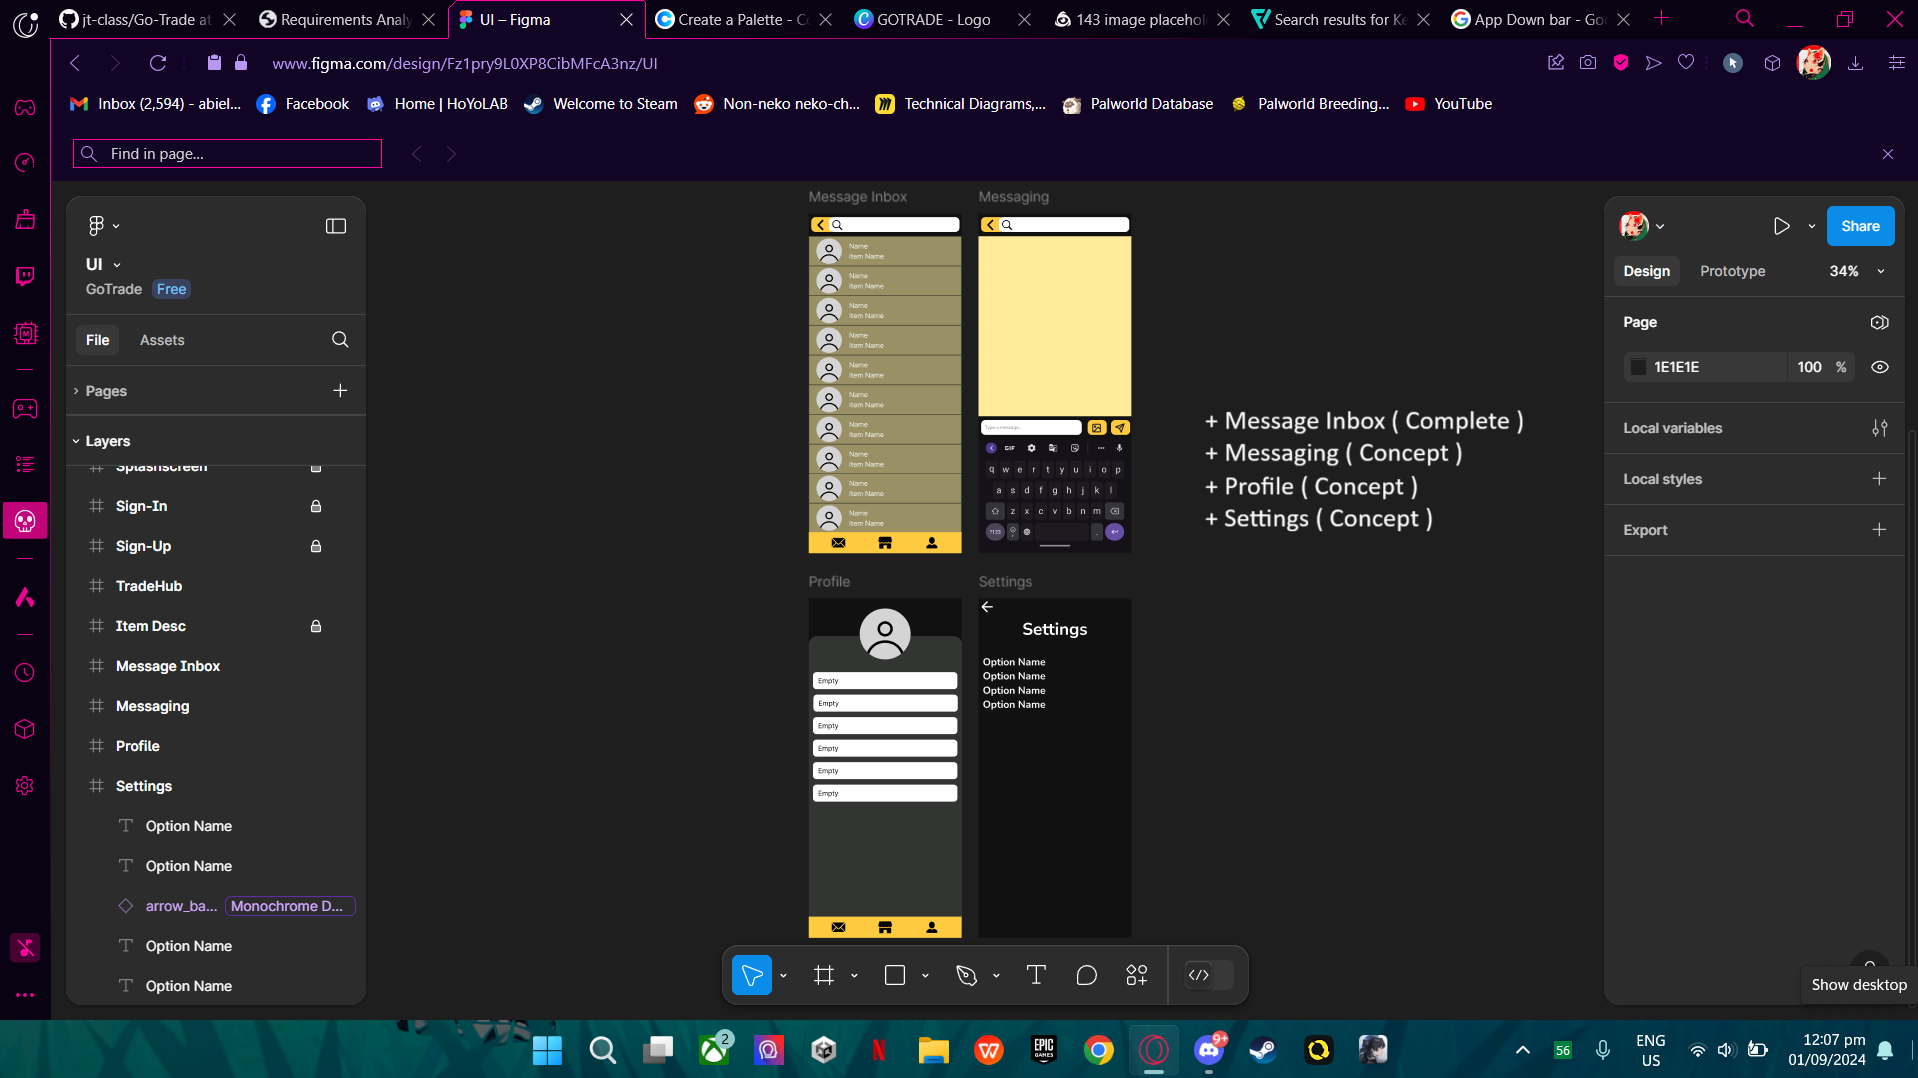 jt-class/Go-Trade at
Requirements Analy
UI – Figma
Create a Palette - Co
GOTRADE - Logo
143 image placehol
Search results for Ke
App Down bar - Goo
www.figma.com/design/Fz1pry9L0XP8CibMFcA3nz/UI
Inbox (2,594) - abiel...
Facebook
Home | HoYoLAB
Welcome to Steam
Non-neko neko-ch...
Technical Diagrams,...
Palworld Database
Palworld Breeding...
YouTube
Find in page...
UI
GoTrade Free
File Assets
Pages
Layers
Splashscreen
Sign-In
Sign-Up
TradeHub
Item Desc
Message Inbox
Messaging
Profile
Settings
Option Name
Option Name
arrow_ba... Monochrome D...
Option Name
Option Name
Message Inbox
Name
Item Name
Name
Item Name
Name
Item Name
Name
Item Name
Name
Item Name
Name
Item Name
Name
Item Name
Name
Item Name
Name
Item Name
Name
Item Name
Messaging
Type a message...
GIF
q w e r t y u i o p
a s d f g h j k l
z x c v b n m
?123 , .
Profile
Empty
Empty
Empty
Empty
Empty
Empty
Settings
Settings
Option Name
Option Name
Option Name
Option Name
+ Message Inbox ( Complete )
+ Messaging ( Concept )
+ Profile ( Concept )
+ Settings ( Concept )
Share
Design Prototype 34%
Page
1E1E1E 100 %
Local variables
Local styles
Export
Show desktop
2
EPIC GAMES
9+
56
ENG
US
12:07 pm
01/09/2024